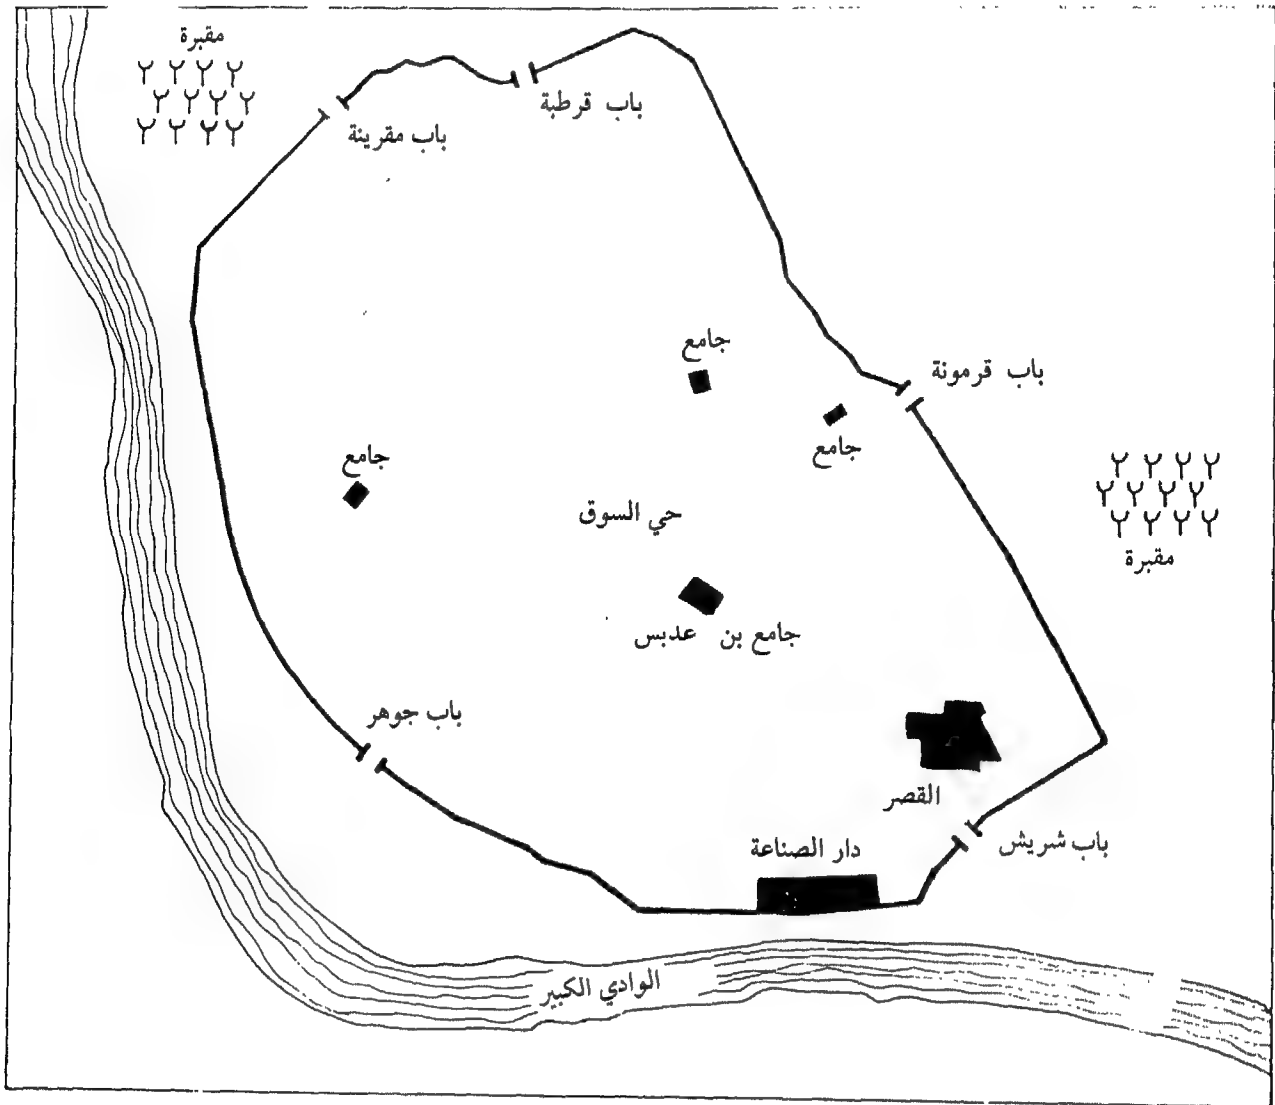 مقبرة
باب قرطبة
باب مقرينة
جامع
باب قرمونة
جامع
جامع
حي السوق
مقبرة
جامع بن عدبس
باب جوهر
القصر
باب شريش
دار الصناعة
الوادي الكبير